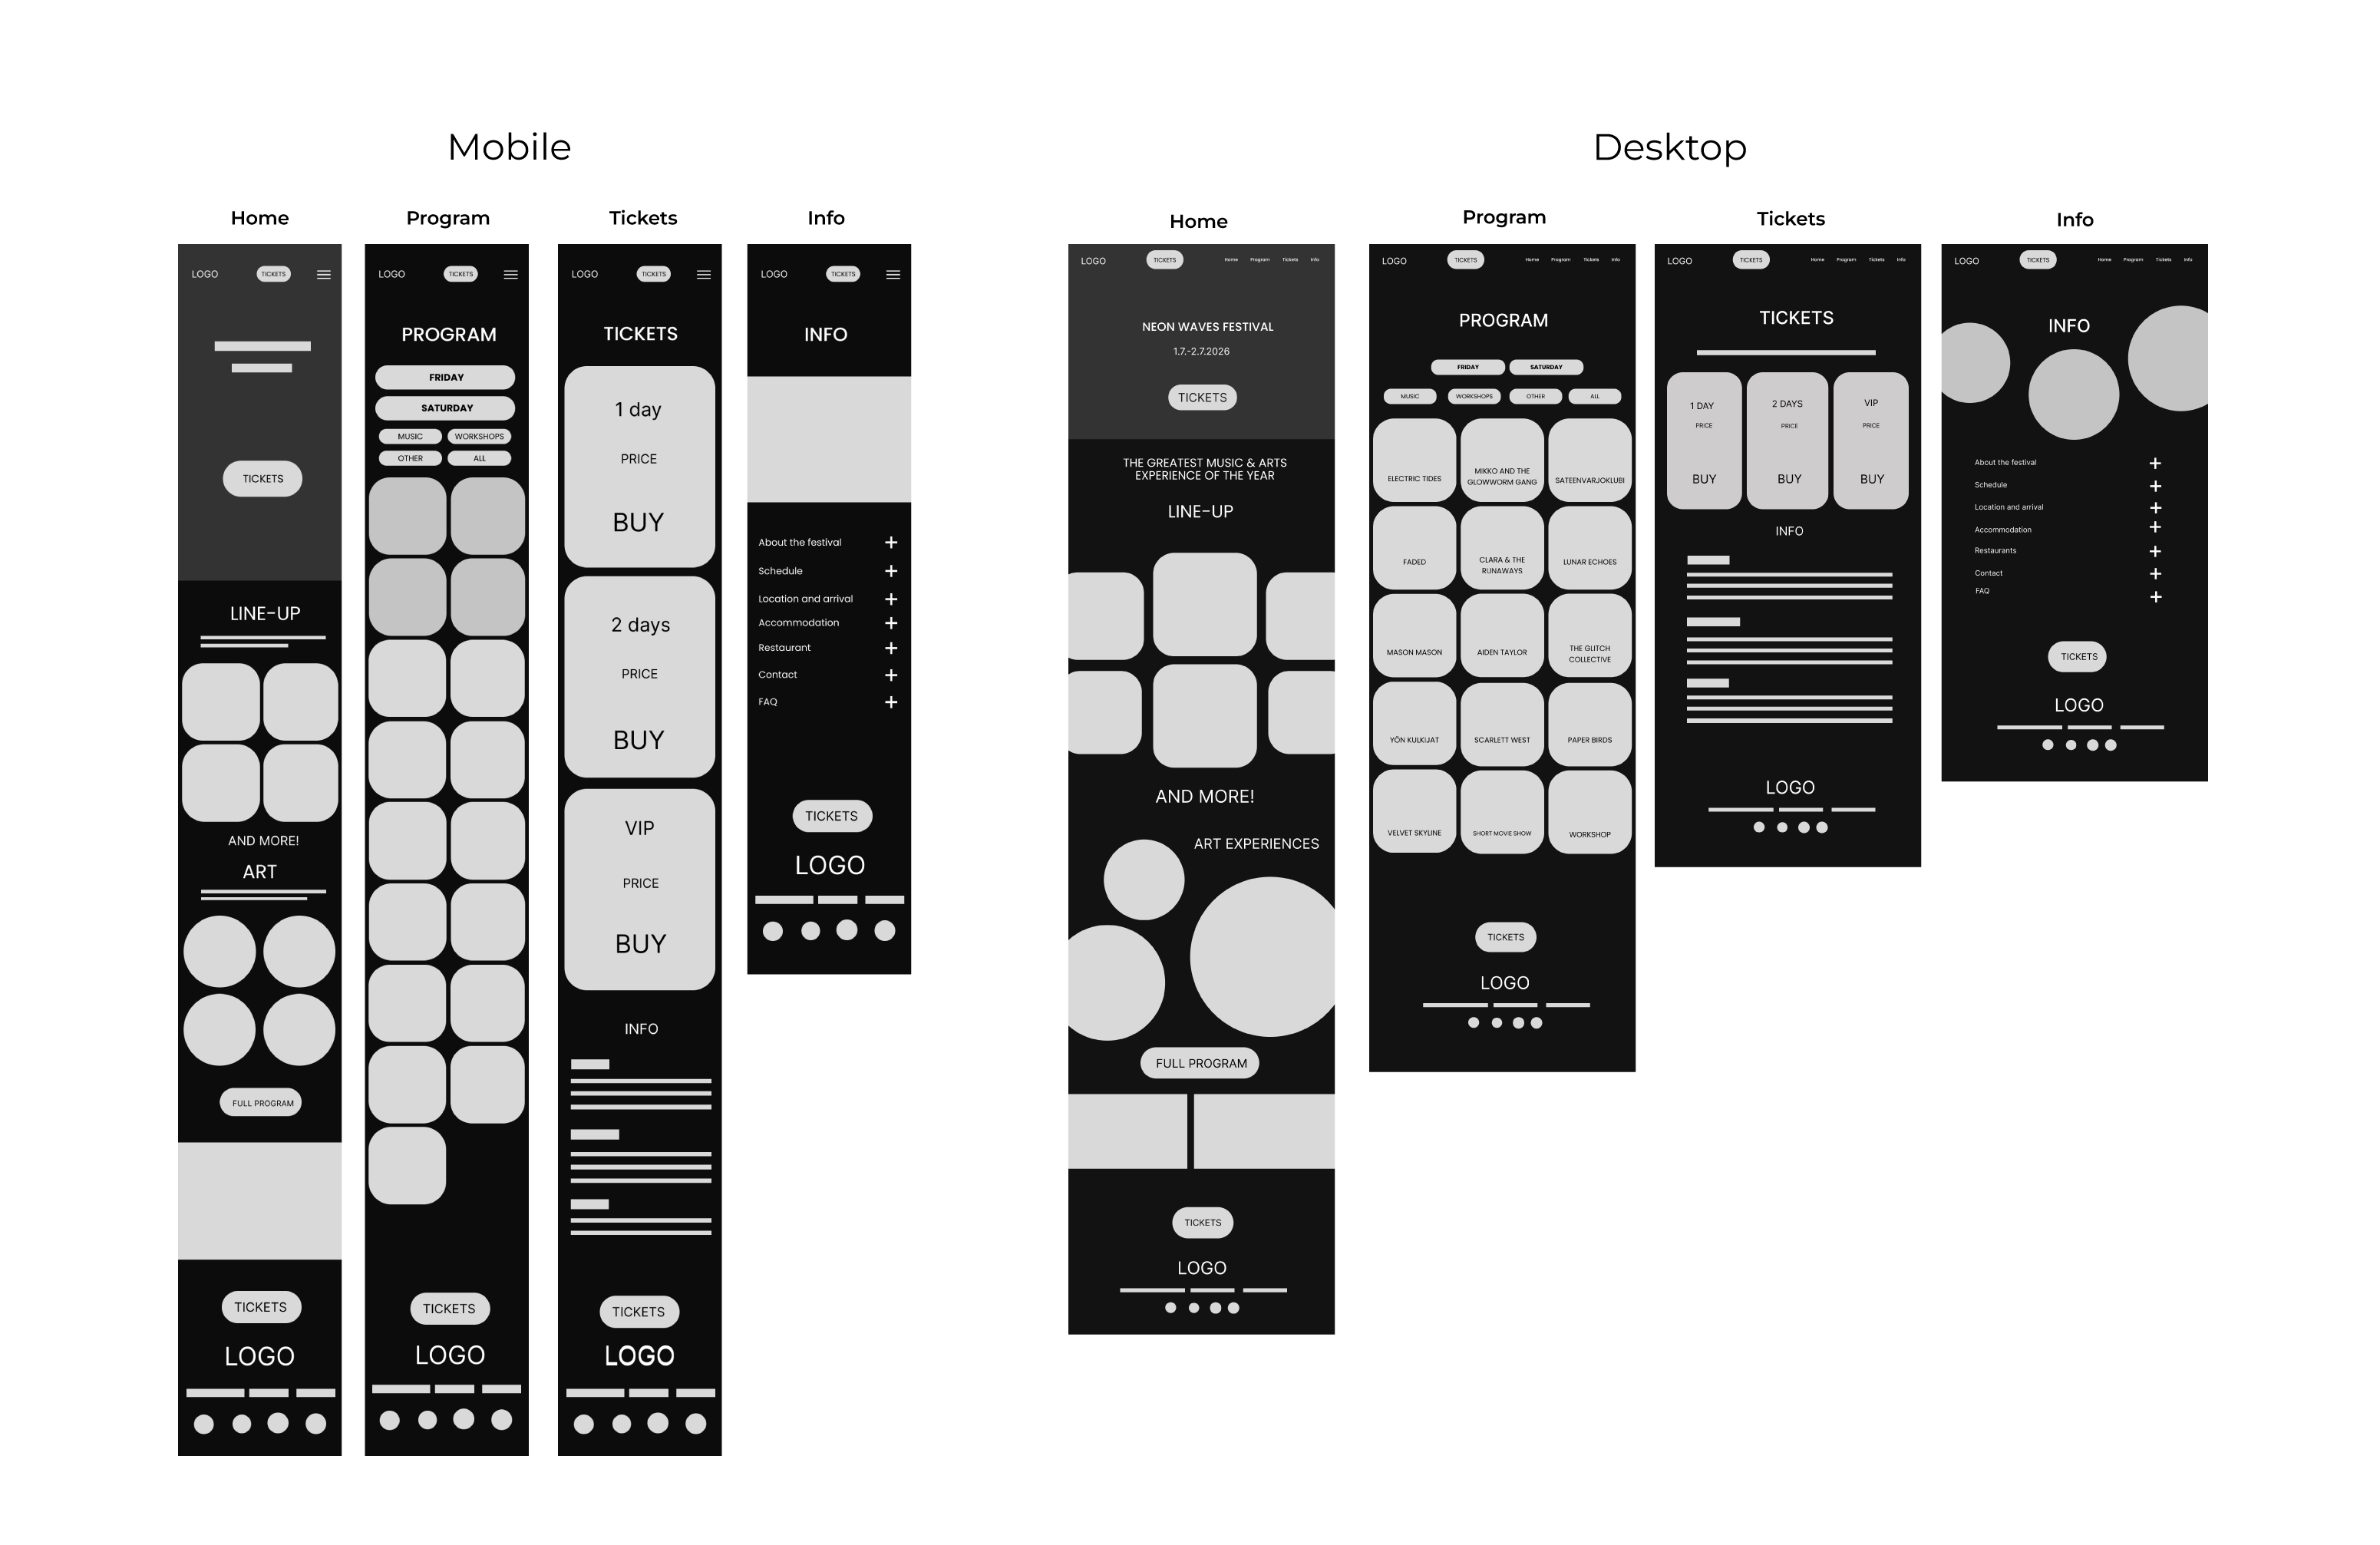 Mobile
Home
LOGO
TICKETS
TICKETS
LINE-UP
AND MORE!
ART
FULL PROGRAM
TICKETS
LOGO
Program
LOGO
TICKETS
PROGRAM
FRIDAY
SATURDAY
MUSIC
WORKSHOPS
OTHER
ALL
TICKETS
LOGO
Tickets
LOGO
TICKETS
TICKETS
1 day
PRICE
BUY
2 days
PRICE
BUY
VIP
PRICE
BUY
INFO
TICKETS
LOGO
Info
LOGO
TICKETS
INFO
About the festival
Schedule
Location and arrival
Accommodation
Restaurant
Contact
FAQ
TICKETS
LOGO
Desktop
Home
LOGO
TICKETS
Home Program Tickets Info
NEON WAVES FESTIVAL
1.7.-2.7.2026
TICKETS
THE GREATEST MUSIC & ARTS
EXPERIENCE OF THE YEAR
LINE-UP
AND MORE!
ART EXPERIENCES
FULL PROGRAM
TICKETS
LOGO
Program
LOGO
TICKETS
Home Program Tickets Info
PROGRAM
FRIDAY
SATURDAY
MUSIC
WORKSHOPS
OTHER
ALL
ELECTRIC TIDES
MIKKO AND THE
GLOWWORM GANG
SATEENVARJOKLUBI
FADED
CLARA & THE
RUNAWAYS
LUNAR ECHOES
MASON MASON
AIDEN TAYLOR
THE GLITCH
COLLECTIVE
YÖN KULKIJAT
SCARLETT WEST
PAPER BIRDS
VELVET SKYLINE
SHORT MOVIE SHOW
WORKSHOP
TICKETS
LOGO
Tickets
LOGO
TICKETS
Home Program Tickets Info
TICKETS
1 DAY
PRICE
BUY
2 DAYS
PRICE
BUY
VIP
PRICE
BUY
INFO
LOGO
Info
LOGO
TICKETS
Home Program Tickets Info
INFO
About the festival
Schedule
Location and arrival
Accommodation
Restaurants
Contact
FAQ
TICKETS
LOGO